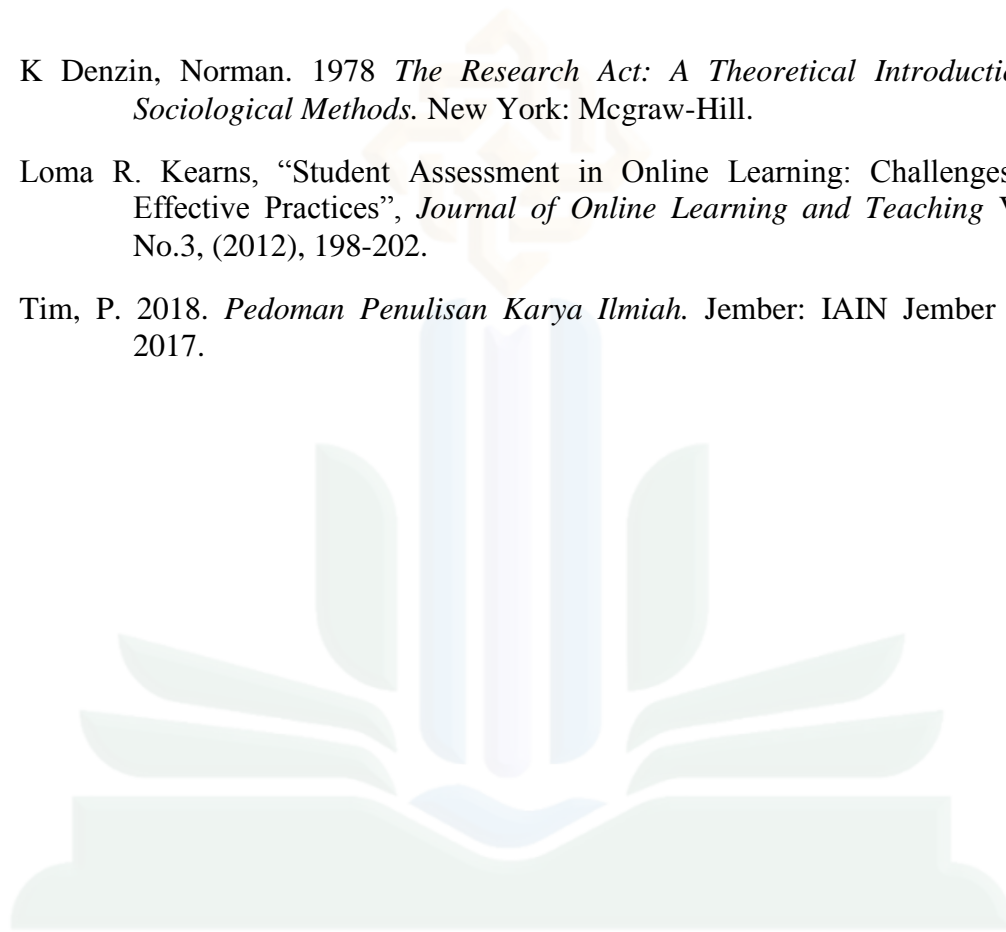 K Denzin, Norman. 1978 The Research Act: A Theoretical
Sociological Methods. New York: Mcgraw-Hill.
Loma R. Kearns, “Student Assessment in Online Learning: Challenges
Effective Practices”, Journal of Online Learning and Teaching
No.3, (2012), 198-202.
Tim, P. 2018. Pedoman Penulisan Karya Ilmiah. Jember: IAIN Jember
2017.